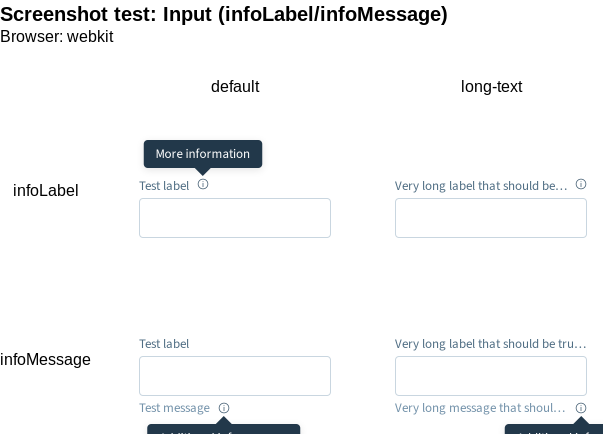 Screenshot test: Input (infoLabel/infoMessage)
Browser: webkit
default long-text
More information
infoLabel
Test label
Very long label that should be...
infoMessage
Test label
Very long label that should be tru...
Test message
Very long message that shoul...